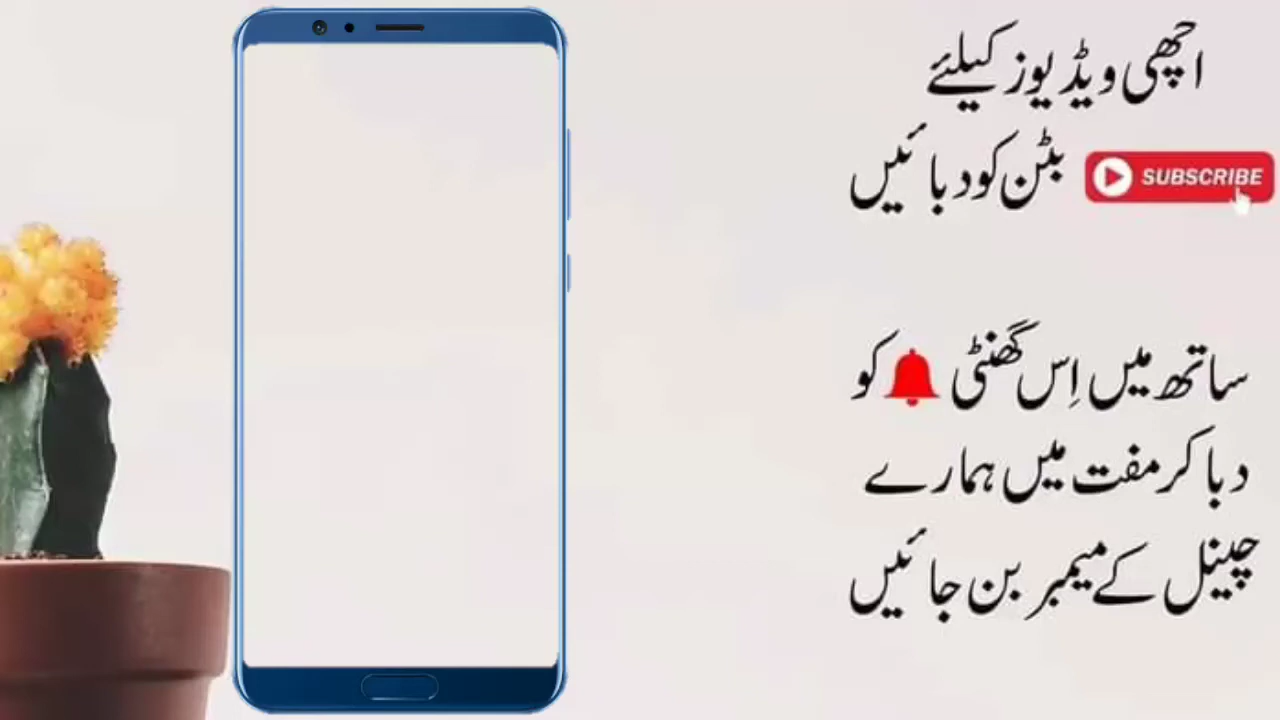 اچھی ویڈیوز کیلئے
SUBSCRIBE بٹن کو دبائیں
ساتھ میں اِس گھنٹی کو
دبا کر مفت میں ہمارے
چینل کے میمبر بن جائیں